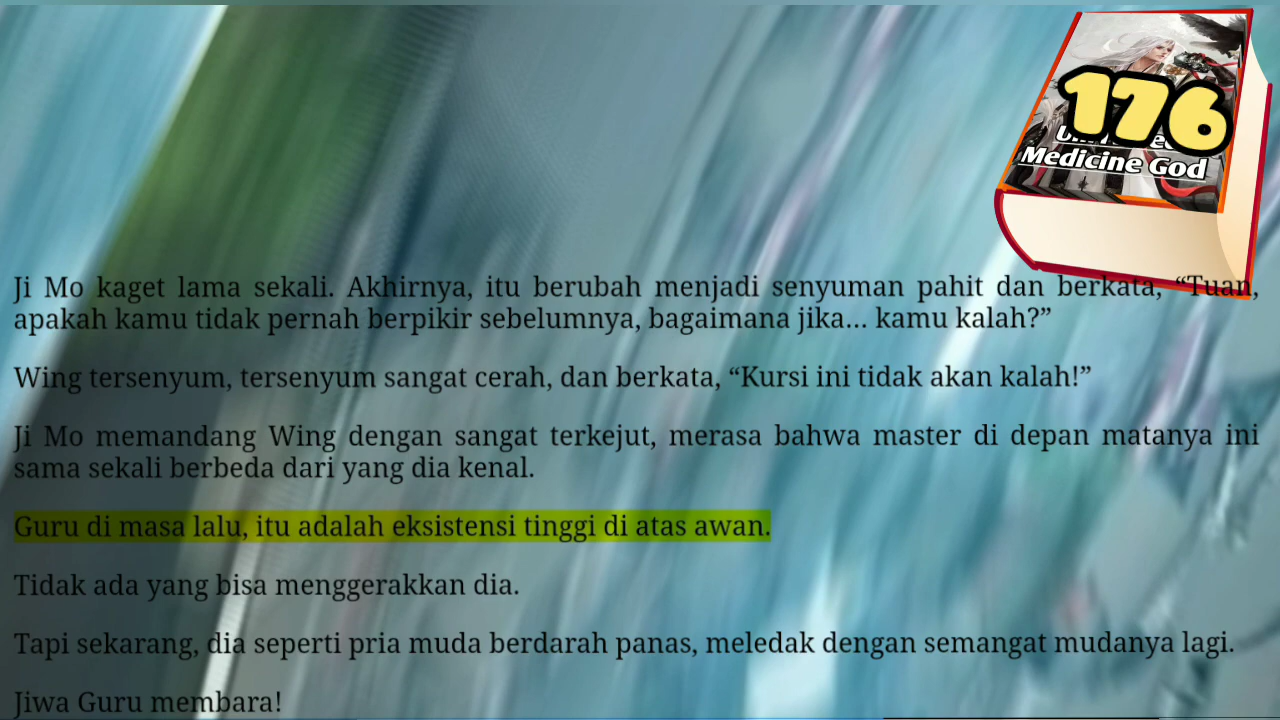 176
Medicine God
Ji Mo kaget lama sekali. Akhirnya, itu berubah menjadi senyuman pahit dan berkata, “Tuan,
apakah kamu tidak pernah berpikir sebelumnya, bagaimana jika... kamu kalah?”
Wing tersenyum, tersenyum sangat cerah, dan berkata, “Kursi ini tidak akan kalah!”
Ji Mo memandang Wing dengan sangat terkejut, merasa bahwa master di depan matanya ini
sama sekali berbeda dari yang dia kenal.
Guru di masa lalu, itu adalah eksistensi tinggi di atas awan.
Tidak ada yang bisa menggerakkan dia.
Tapi sekarang, dia seperti pria muda berdarah panas, meledak dengan semangat mudanya lagi.
Jiwa Guru membara!